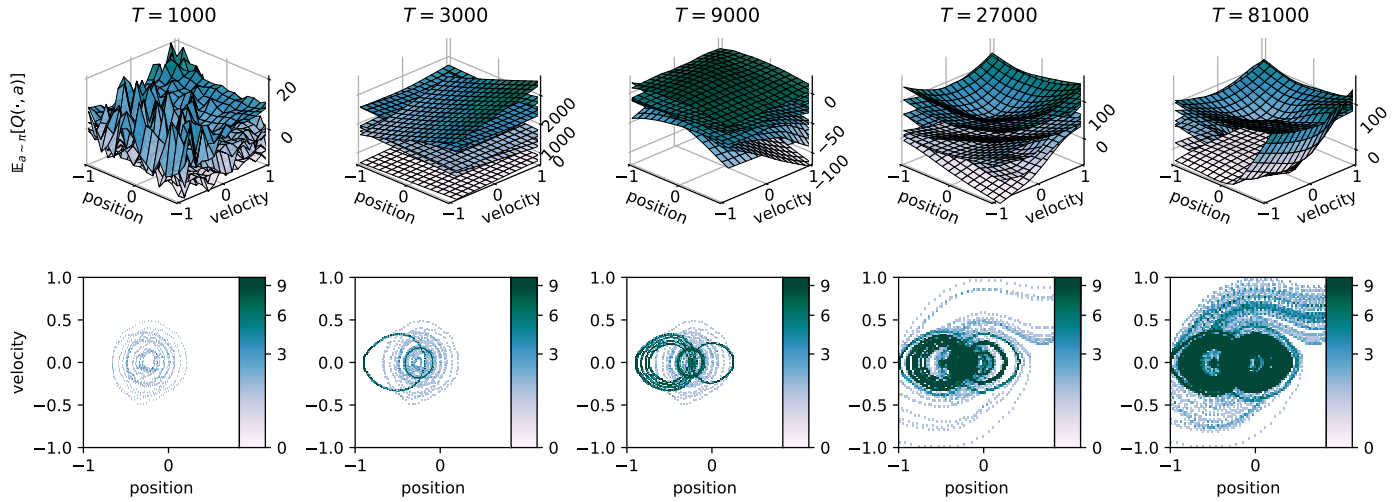 T = 1000 T = 3000 T = 9000 T = 27000 T = 81000
𝔼ₐ∼π[Q(·, a)]
20 0 −1 0 1 −1 0 position velocity
2000 1000 0 −1 0 1 −1 0 position velocity
0 −50 −100 −1 0 1 −1 0 position velocity
100 0 −1 0 1 −1 0 position velocity
100 0 −1 0 1 −1 0 position velocity
velocity
1.0 0.5 0.0 −0.5 −1.0 −1 0 position 9 6 3 0
1.0 0.5 0.0 −0.5 −1.0 −1 0 position 9 6 3 0
1.0 0.5 0.0 −0.5 −1.0 −1 0 position 9 6 3 0
1.0 0.5 0.0 −0.5 −1.0 −1 0 position 9 6 3 0
1.0 0.5 0.0 −0.5 −1.0 −1 0 position 9 6 3 0